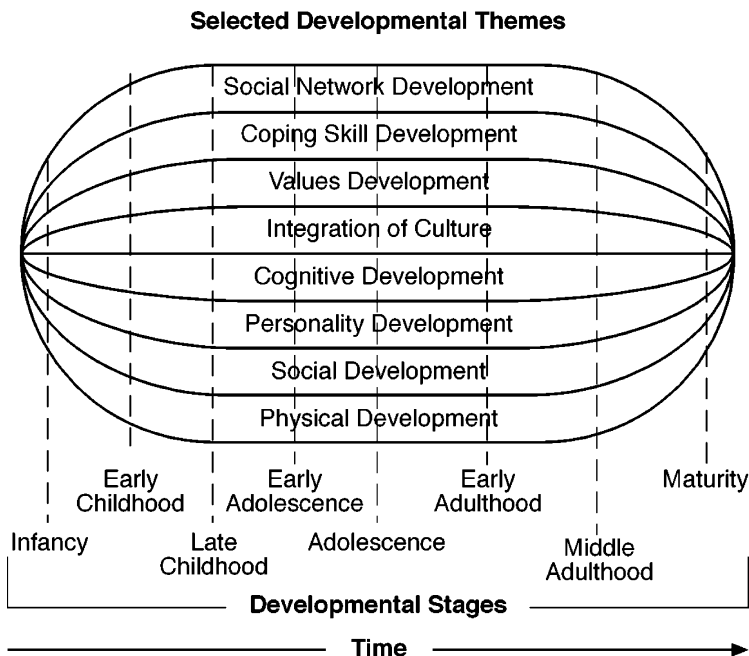 Selected Developmental Themes
Social Network Development
Coping Skill Development
Values Development
Integration of Culture
Cognitive Development
Personality Development
Social Development
Physical Development
Early
Childhood
Early
Adolescence
Early
Adulthood
Maturity
Infancy
Late
Childhood
Adolescence
Middle
Adulthood
Developmental Stages
Time